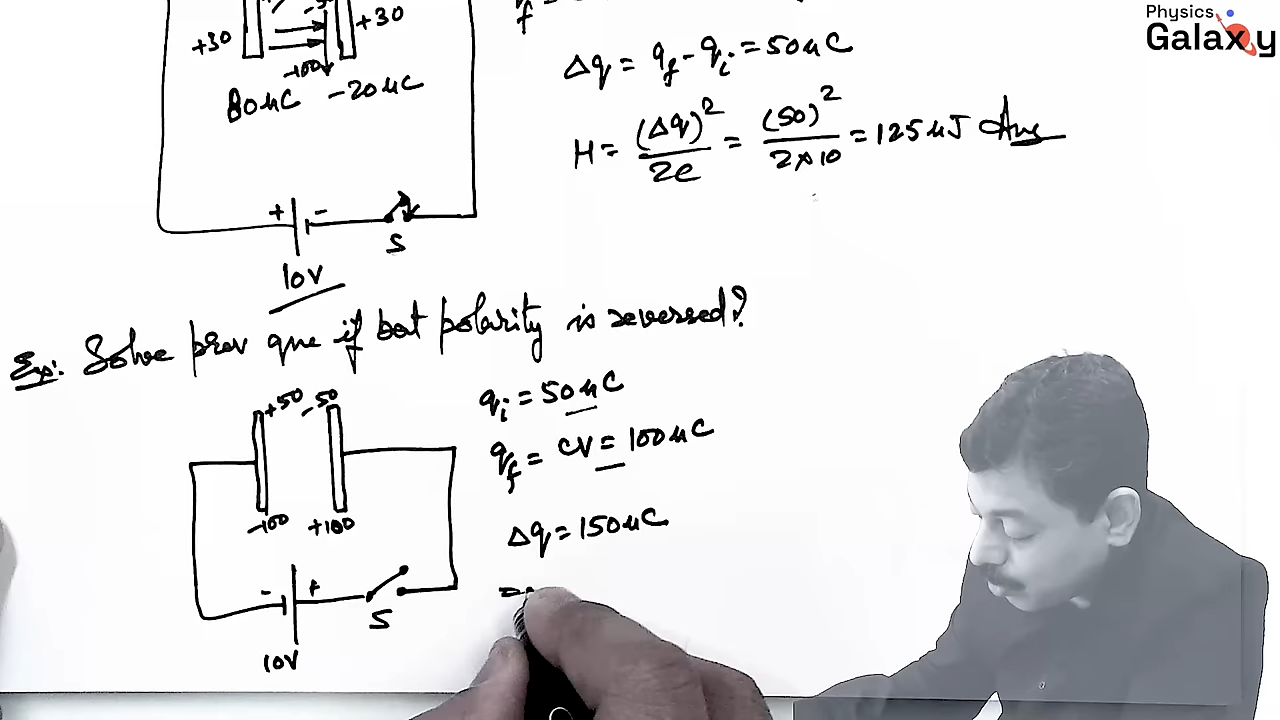 Physics
Galaxy
+30
+30
-100
80μC -20μC
Δq = q_f - q_i = 50μC
H = (Δq)² / 2C = (50)² / 2×10 = 125μJ Ans
+ -
S
10V
Ex: Solve prev que if bat polarity is reversed?
+50 -50
q_i = 50μC
q_f = CV = 100μC
-100 +100
Δq = 150μC
- +
S
10V